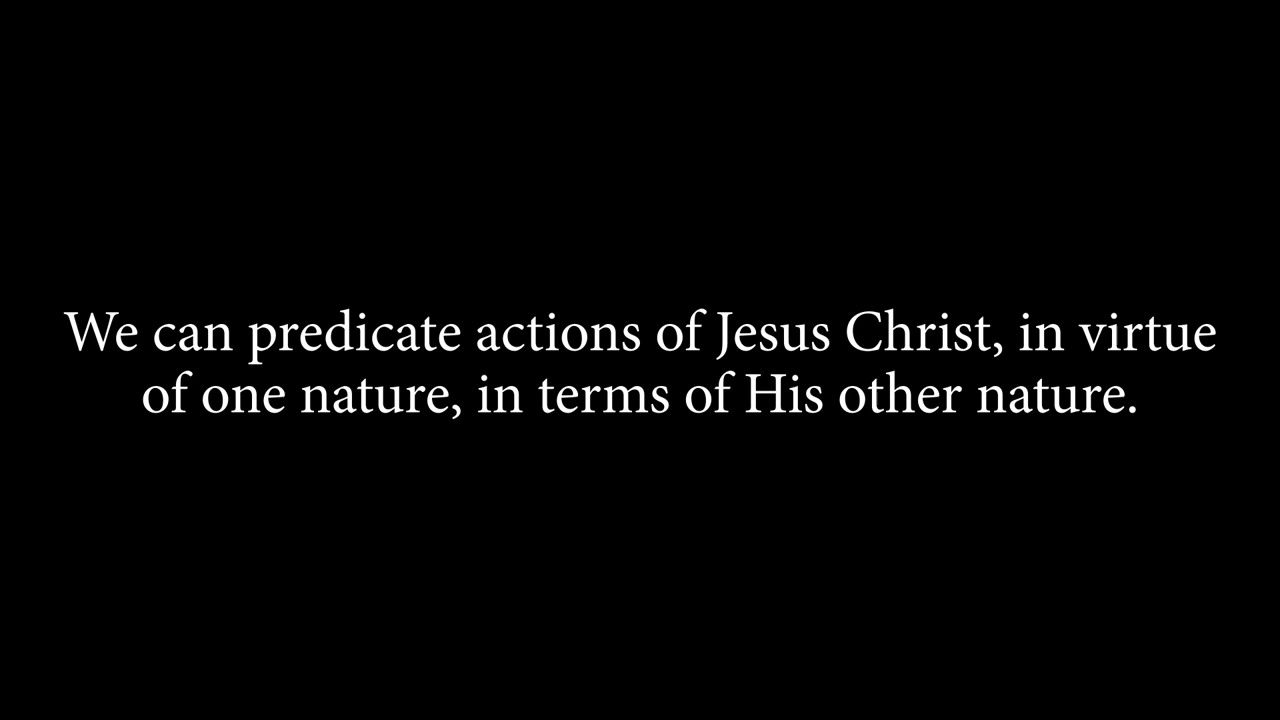 We can predicate actions of Jesus Christ, in virtue
of one nature, in terms of His other nature.